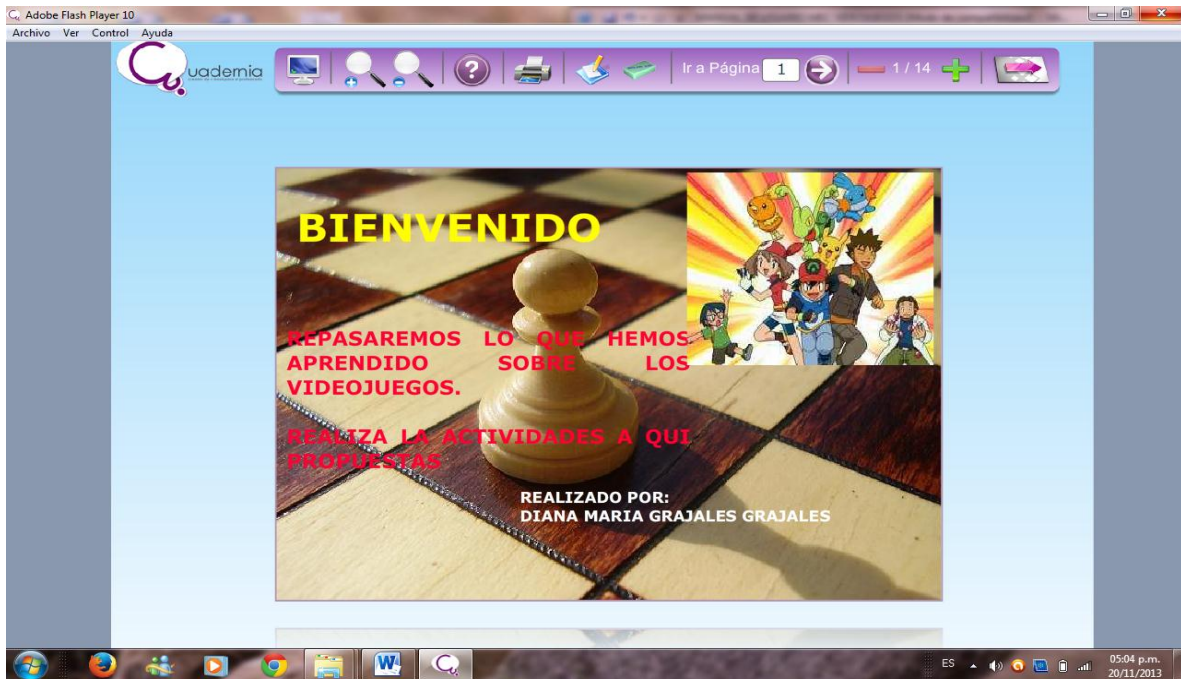 Adobe Flash Player 10
Archivo Ver Control Ayuda
Quadernia
Ir a Página 1
1 / 14
BIENVENIDO
REPASAREMOS LO QUE HEMOS
APRENDIDO SOBRE LOS
VIDEOJUEGOS.
REALIZA LA ACTIVIDADES A QUI
PROPUESTAS
REALIZADO POR:
DIANA MARIA GRAJALES GRAJALES
ES
05:04 p.m.
20/11/2013